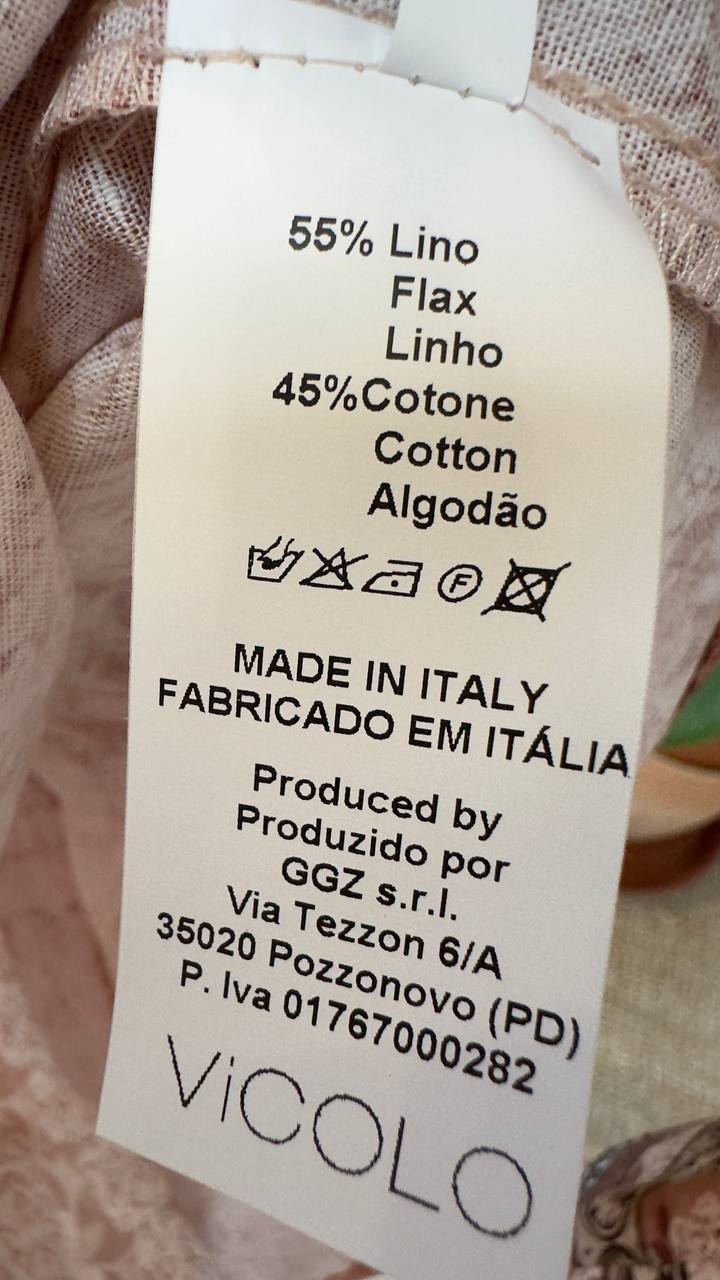 55% Lino
Flax
Linho
45%Cotone
Cotton
Algodão
F
MADE IN ITALY
FABRICADO EM ITÁLIA
Produced by
Produzido por
GGZ s.r.l.
Via Tezzon 6/A
35020 Pozzonovo (PD)
P. Iva 01767000282
ViCOLO